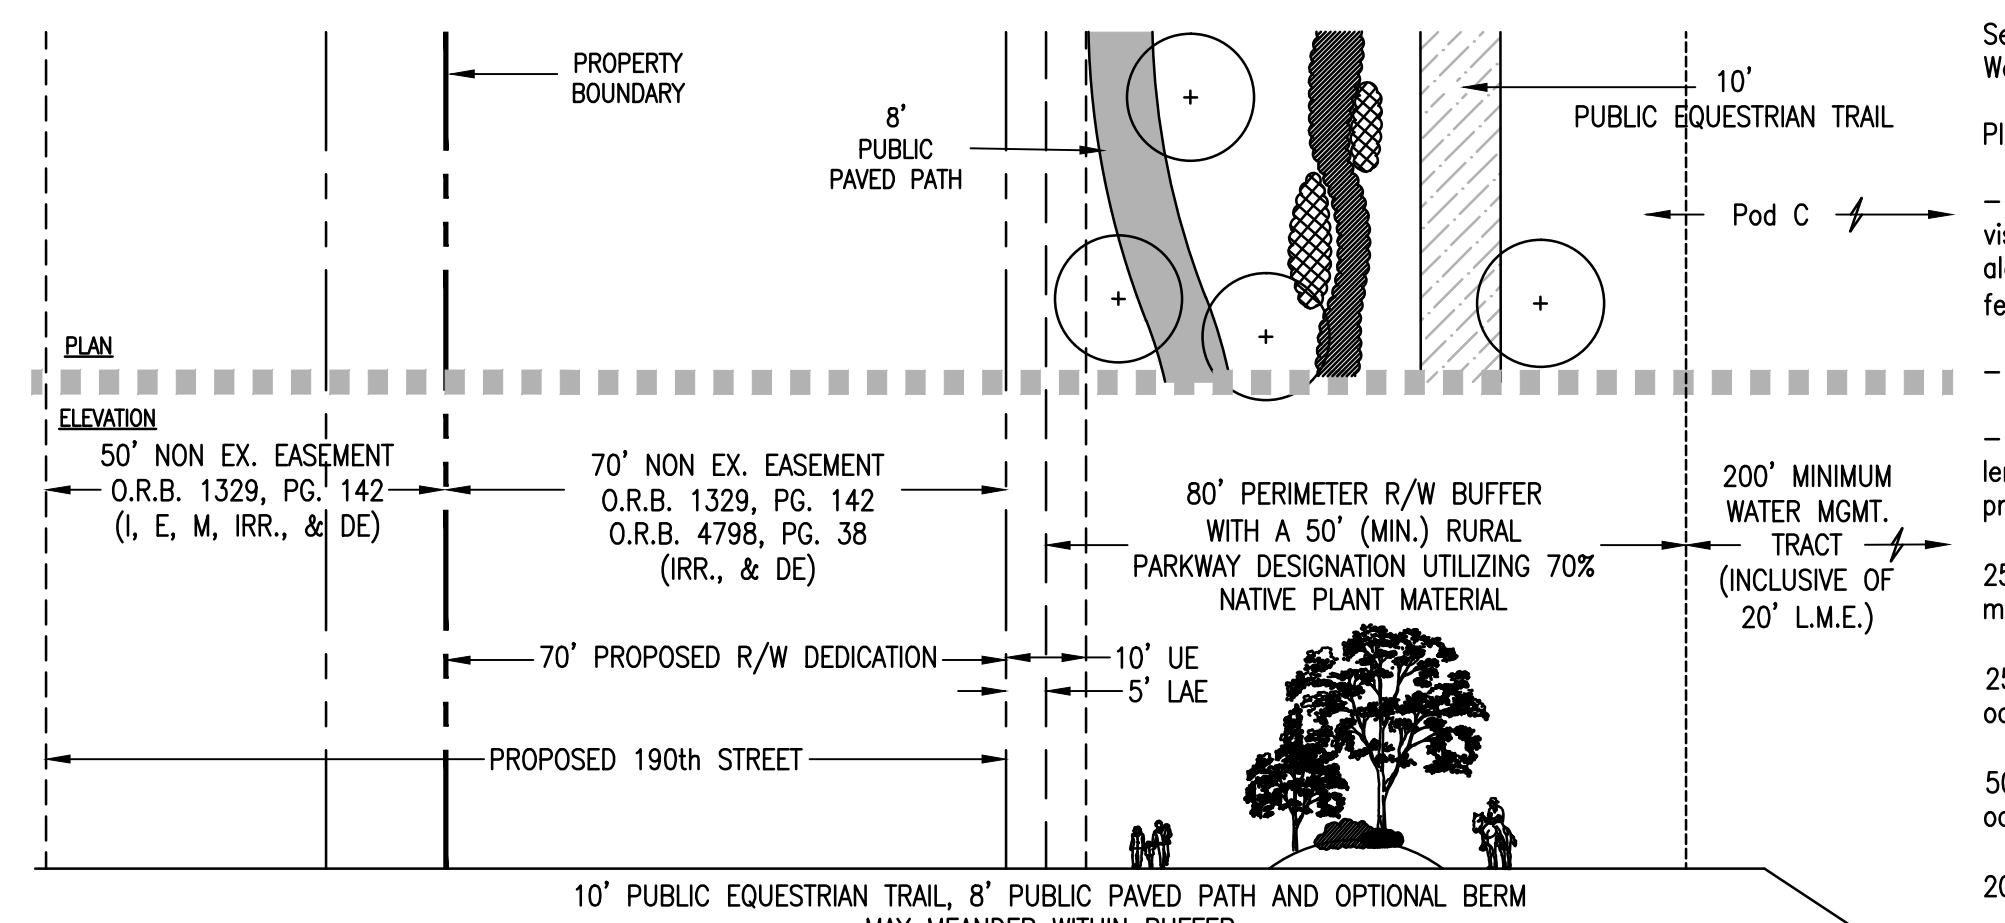 PROPERTY
BOUNDARY
8'
PUBLIC
PAVED PATH
10'
PUBLIC EQUESTRIAN TRAIL
Pod C
PLAN
ELEVATION
50' NON EX. EASEMENT
O.R.B. 1329, PG. 142
(I, E, M, IRR., & DE)
70' NON EX. EASEMENT
O.R.B. 1329, PG. 142
O.R.B. 4798, PG. 38
(IRR., & DE)
80' PERIMETER R/W BUFFER
WITH A 50' (MIN.) RURAL
PARKWAY DESIGNATION UTILIZING 70%
NATIVE PLANT MATERIAL
200' MINIMUM
WATER MGMT.
TRACT
(INCLUSIVE OF
20' L.M.E.)
70' PROPOSED R/W DEDICATION
10' UE
5' LAE
PROPOSED 190th STREET
10' PUBLIC EQUESTRIAN TRAIL, 8' PUBLIC PAVED PATH AND OPTIONAL BERM
MAY MEANDER WITHIN BUFFER